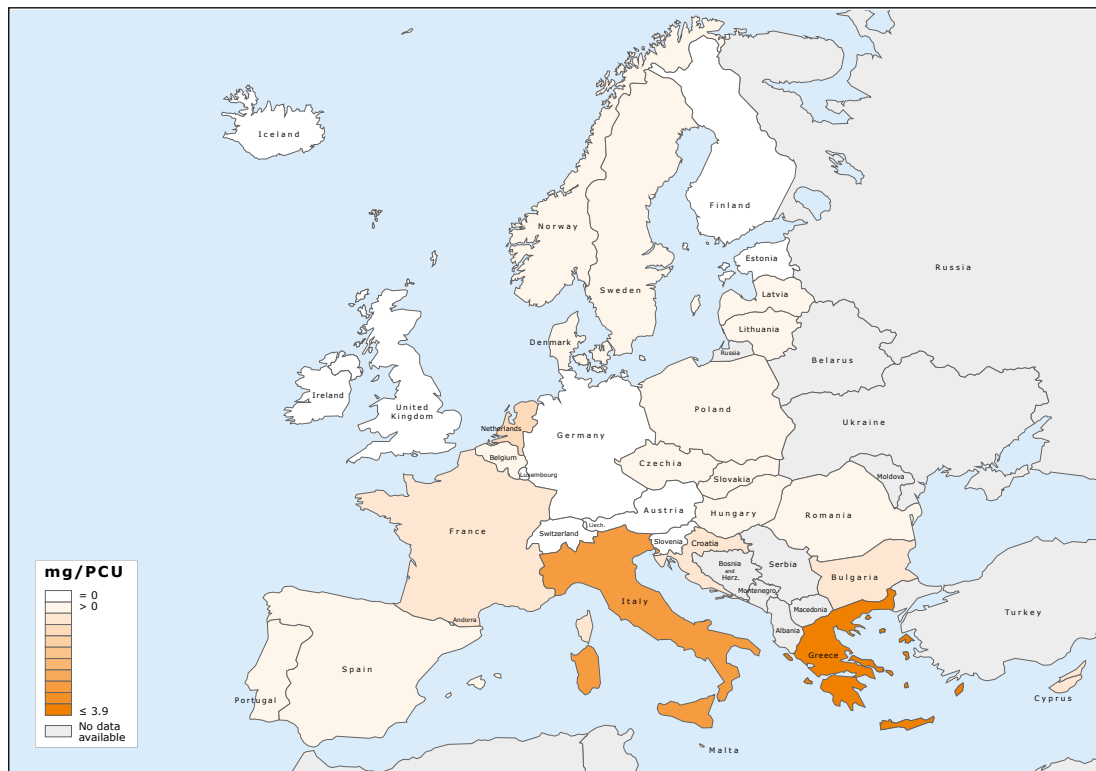 Iceland
Finland
Norway
Estonia
Russia
Sweden
Latvia
Lithuania
Denmark
Russia
Belarus
Ireland
United
Kingdom
Netherlands
Poland
Ukraine
Germany
Belgium
Czechia
Luxembourg
Slovakia
Moldova
Austria
Hungary
Romania
Liech.
France
Switzerland
Slovenia
Croatia
Bosnia
and
Herz.
Serbia
Bulgaria
Montenegro
Italy
Macedonia
Turkey
Andorra
Albania
Greece
Spain
Portugal
Cyprus
Malta
mg/PCU
= 0
> 0
≤ 3.9
No data
available